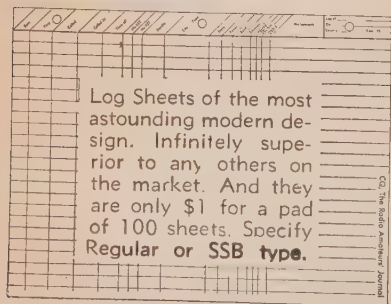 Log Sheets of the most
astounding modern de-
sign. Infinitely supe-
rior to any others on
the market. And they
are only $1 for a pad
of 100 sheets. Specify
Regular or SSB type.
CQ, The Radio Amateurs' Journal